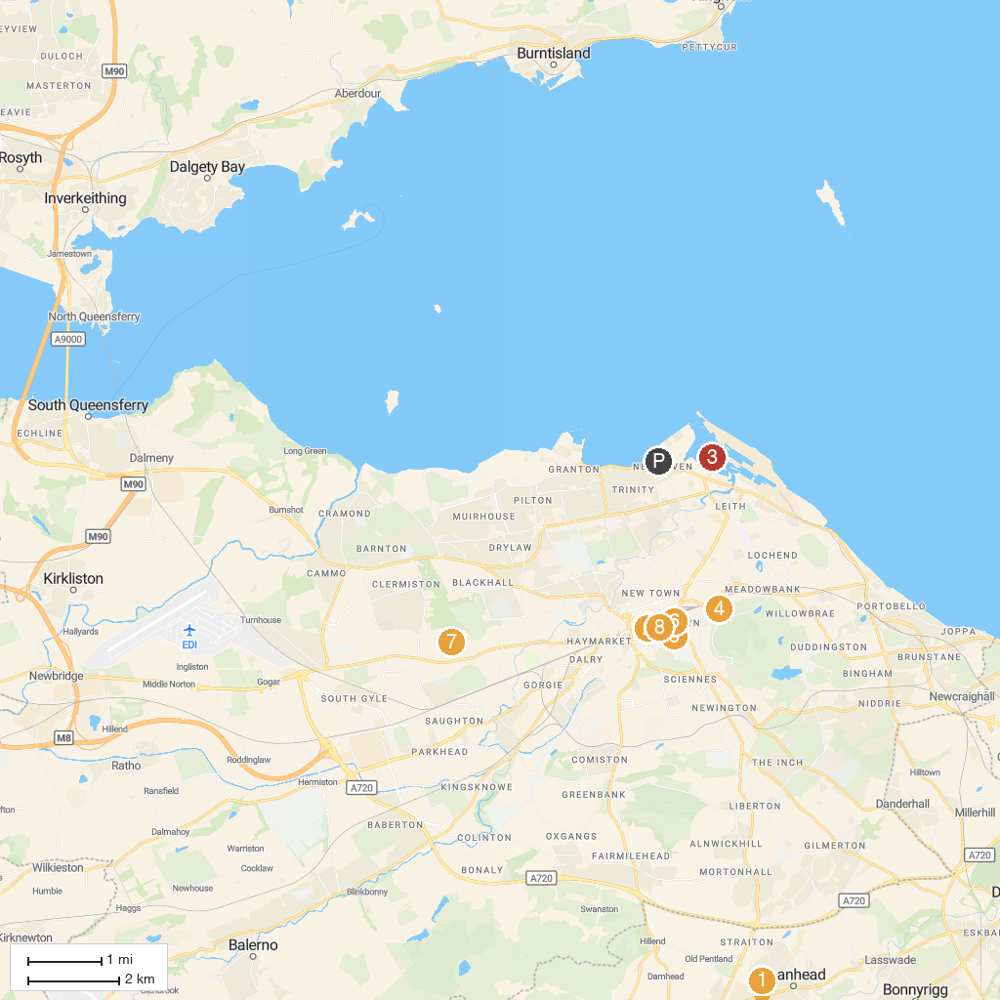 PETTYCUR
EYVIEW
DULOCH
Burntisland
M90
MASTERTON
Aberdour
EAVIE
Rosyth
Dalgety Bay
Inverkeithing
Jamestown
North Queensferry
A9000
South Queensferry
ECHLINE
Dalmeny
Long Green
GRANTON
P
3
TRINITY
M90
PILTON
LEITH
Burnshot
CRAMOND
MUIRHOUSE
M90
BARNTON
DRYLAW
LOCHEND
CAMMO
Kirkliston
CLERMISTON
BLACKHALL
NEW TOWN
MEADOWBANK
4
WILLOWBRAE
PORTOBELLO
Turnhouse
Hallyards
EDI
7
8
6
HAYMARKET
JOPPA
DUDDINGSTON
BRUNSTANE
Ingliston
DALRY
Newbridge
Middle Norton
Gogar
SCIENNES
BINGHAM
GORGIE
SOUTH GYLE
NEWINGTON
NIDDRIE
Newcraighall
Hillend
M8
SAUGHTON
PARKHEAD
Roddinglaw
COMISTON
THE INCH
Ratho
Hermiston
A720
Ransfield
KINGSKNOWE
GREENBANK
LIBERTON
Hilltown
Danderhall
Millerhill
Dalmahoy
BABERTON
COLINTON
OXGANGS
ALNWICKHILL
GILMERTON
Warriston
Cocklaw
FAIRMILEHEAD
A720
Wilkieston
BONALY
A720
MORTONHALL
Humbie
Newhouse
Blinkbonny
A720
Haggs
Swanston
Kirknewton
Balerno
Hillend
STRAITON
ESKBAN
Old Pentland
Lasswade
1 mi
2 km
Damhead
1
anhead
Bonnyrigg